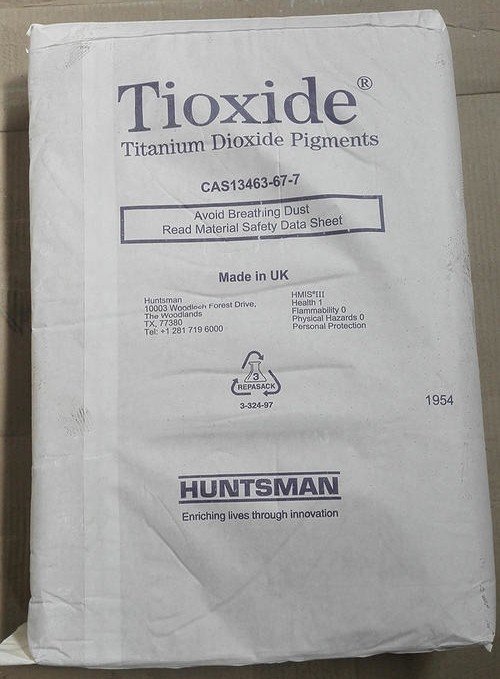 Tioxide®
Titanium Dioxide Pigments
CAS13463-67-7
Avoid Breathing Dust
Read Material Safety Data Sheet
Made in UK
Huntsman
10003 Woodloch Forest Drive,
The Woodlands
TX, 77380
Tel: +1 281 719 6000
HMIS®III
Health 1
Flammability 0
Physical Hazards 0
Personal Protection
3
REPASACK
3-324-97
1954
HUNTSMAN
Enriching lives through innovation